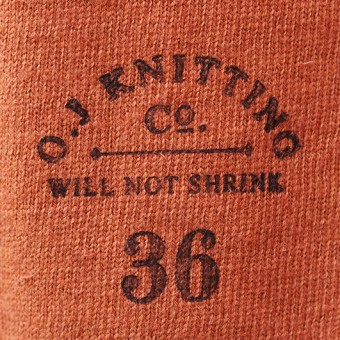 O.J KNITTING
Co.
WILL NOT SHRINK
36